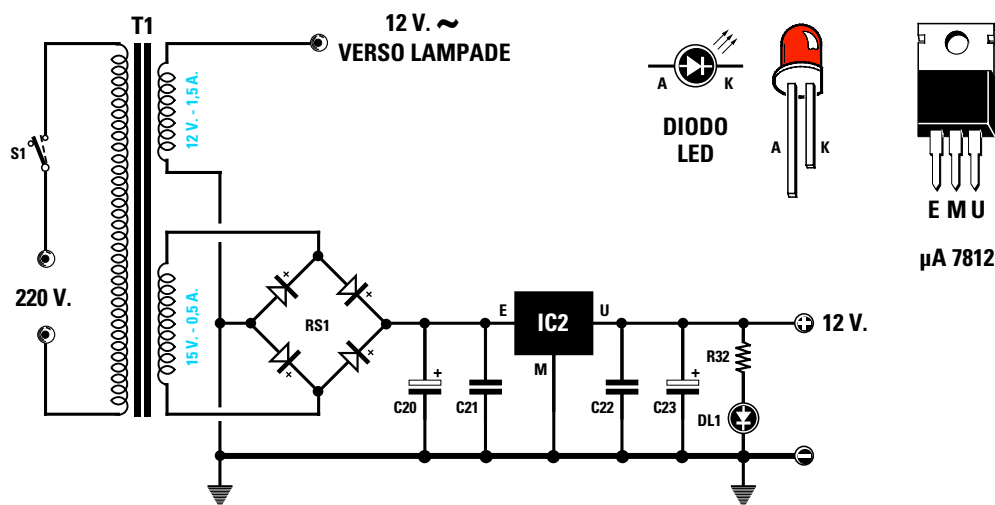 T1
12 V. ~
VERSO LAMPADE
12 V. - 1,5 A.
S1
220 V.
15 V. - 0,5 A.
RS1
+
+
+
+
E
IC2
U
M
+
C20
C21
C22
+
C23
R32
DL1
+
12 V.
-
A
K
DIODO
LED
A
K
E M U
µA 7812